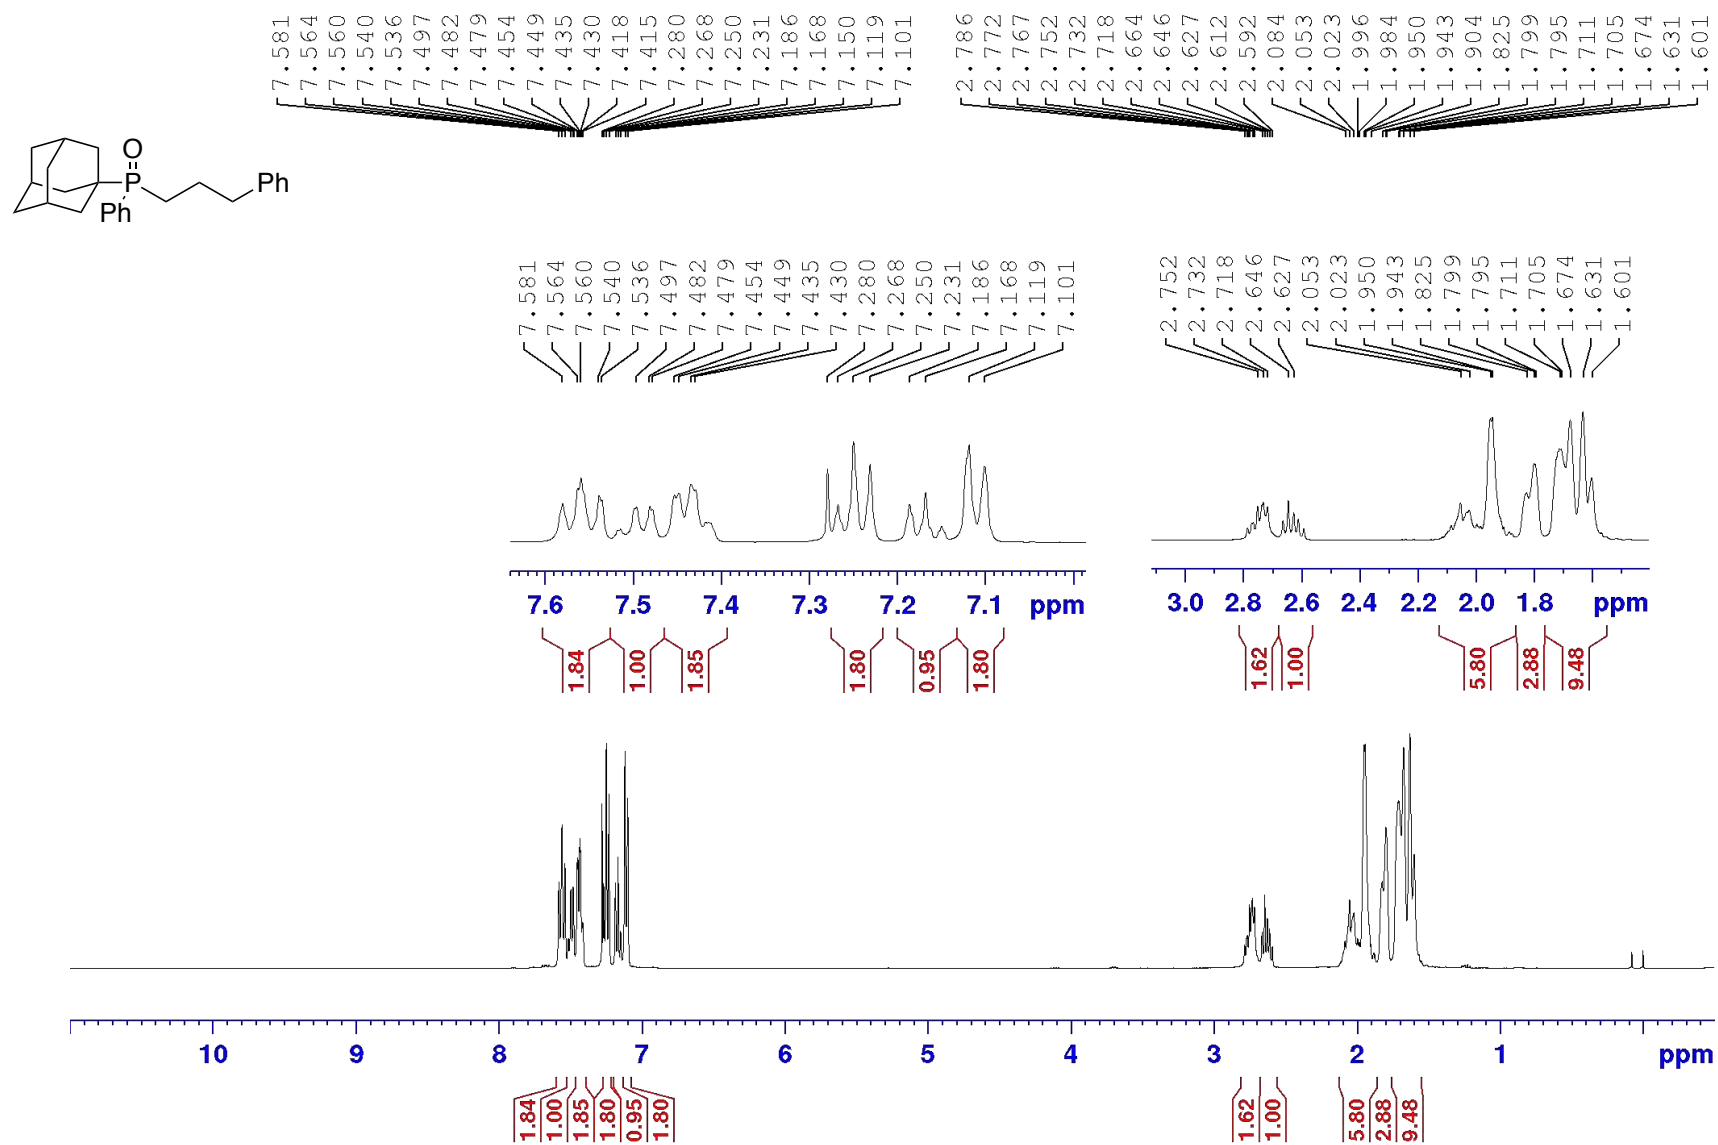 7.581 7.564 7.560 7.540 7.536 7.497 7.482 7.479 7.454 7.449 7.435 7.430 7.418 7.415 7.280 7.268 7.250 7.231 7.186 7.168 7.150 7.119 7.101
2.786 2.772 2.767 2.752 2.732 2.718 2.664 2.646 2.627 2.612 2.592 2.084 2.053 2.023 1.996 1.984 1.950 1.943 1.904 1.825 1.799 1.795 1.711 1.705 1.674 1.631 1.601
O
P
Ph
Ph
7.581 7.564 7.560 7.540 7.536 7.497 7.482 7.479 7.454 7.449 7.435 7.430 7.280 7.268 7.250 7.231 7.186 7.168 7.119 7.101
2.752 2.732 2.718 2.646 2.627 2.053 2.023 1.950 1.943 1.825 1.799 1.795 1.711 1.705 1.674 1.631 1.601
7.6 7.5 7.4 7.3 7.2 7.1 ppm
3.0 2.8 2.6 2.4 2.2 2.0 1.8 ppm
1.84 1.00 1.85 1.80 0.95 1.80
1.62 1.00 5.80 2.88 9.48
10 9 8 7 6 5 4 3 2 1 ppm
1.84 1.00 1.85 1.80 0.95 1.80 1.62 1.00 5.80 2.88 9.48